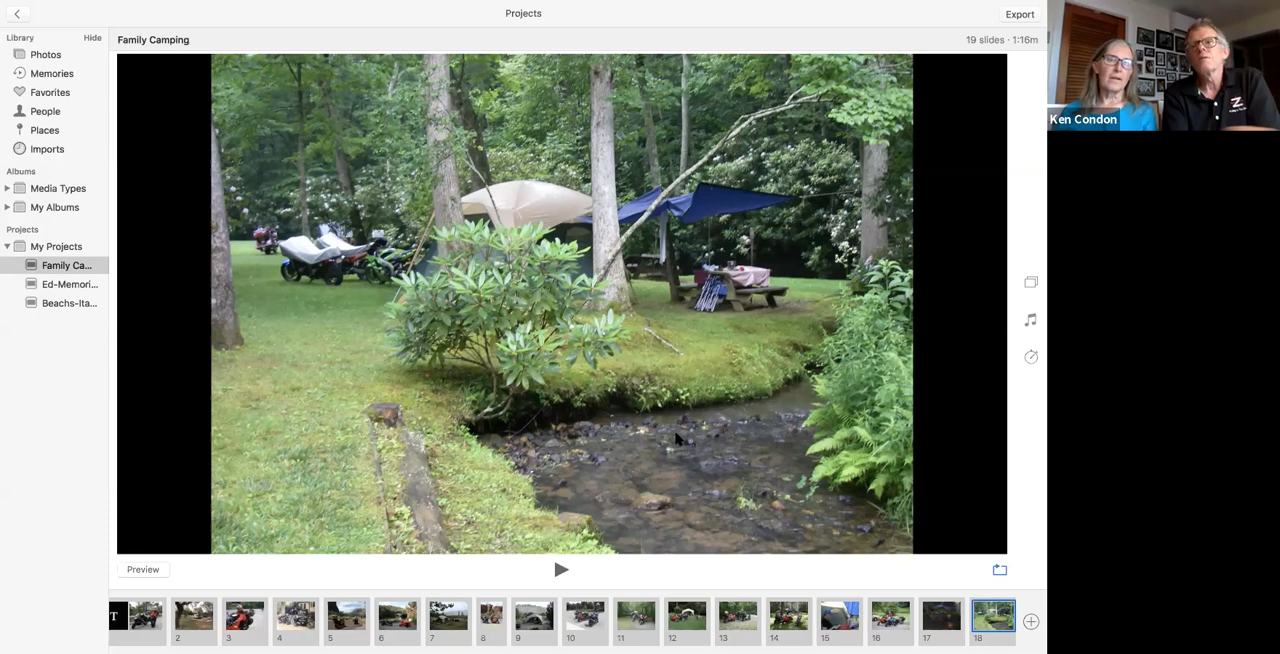 Projects
Export
Library
Hide
Family Camping
19 slides · 1:16m
Photos
Memories
Favorites
People
Places
Imports
Albums
Media Types
My Albums
Projects
My Projects
Family Ca...
Ed-Memori...
Beachs-Ita...
Ken Condon
Z
Preview
T
2
3
4
5
6
7
8
9
10
11
12
13
14
15
16
17
18